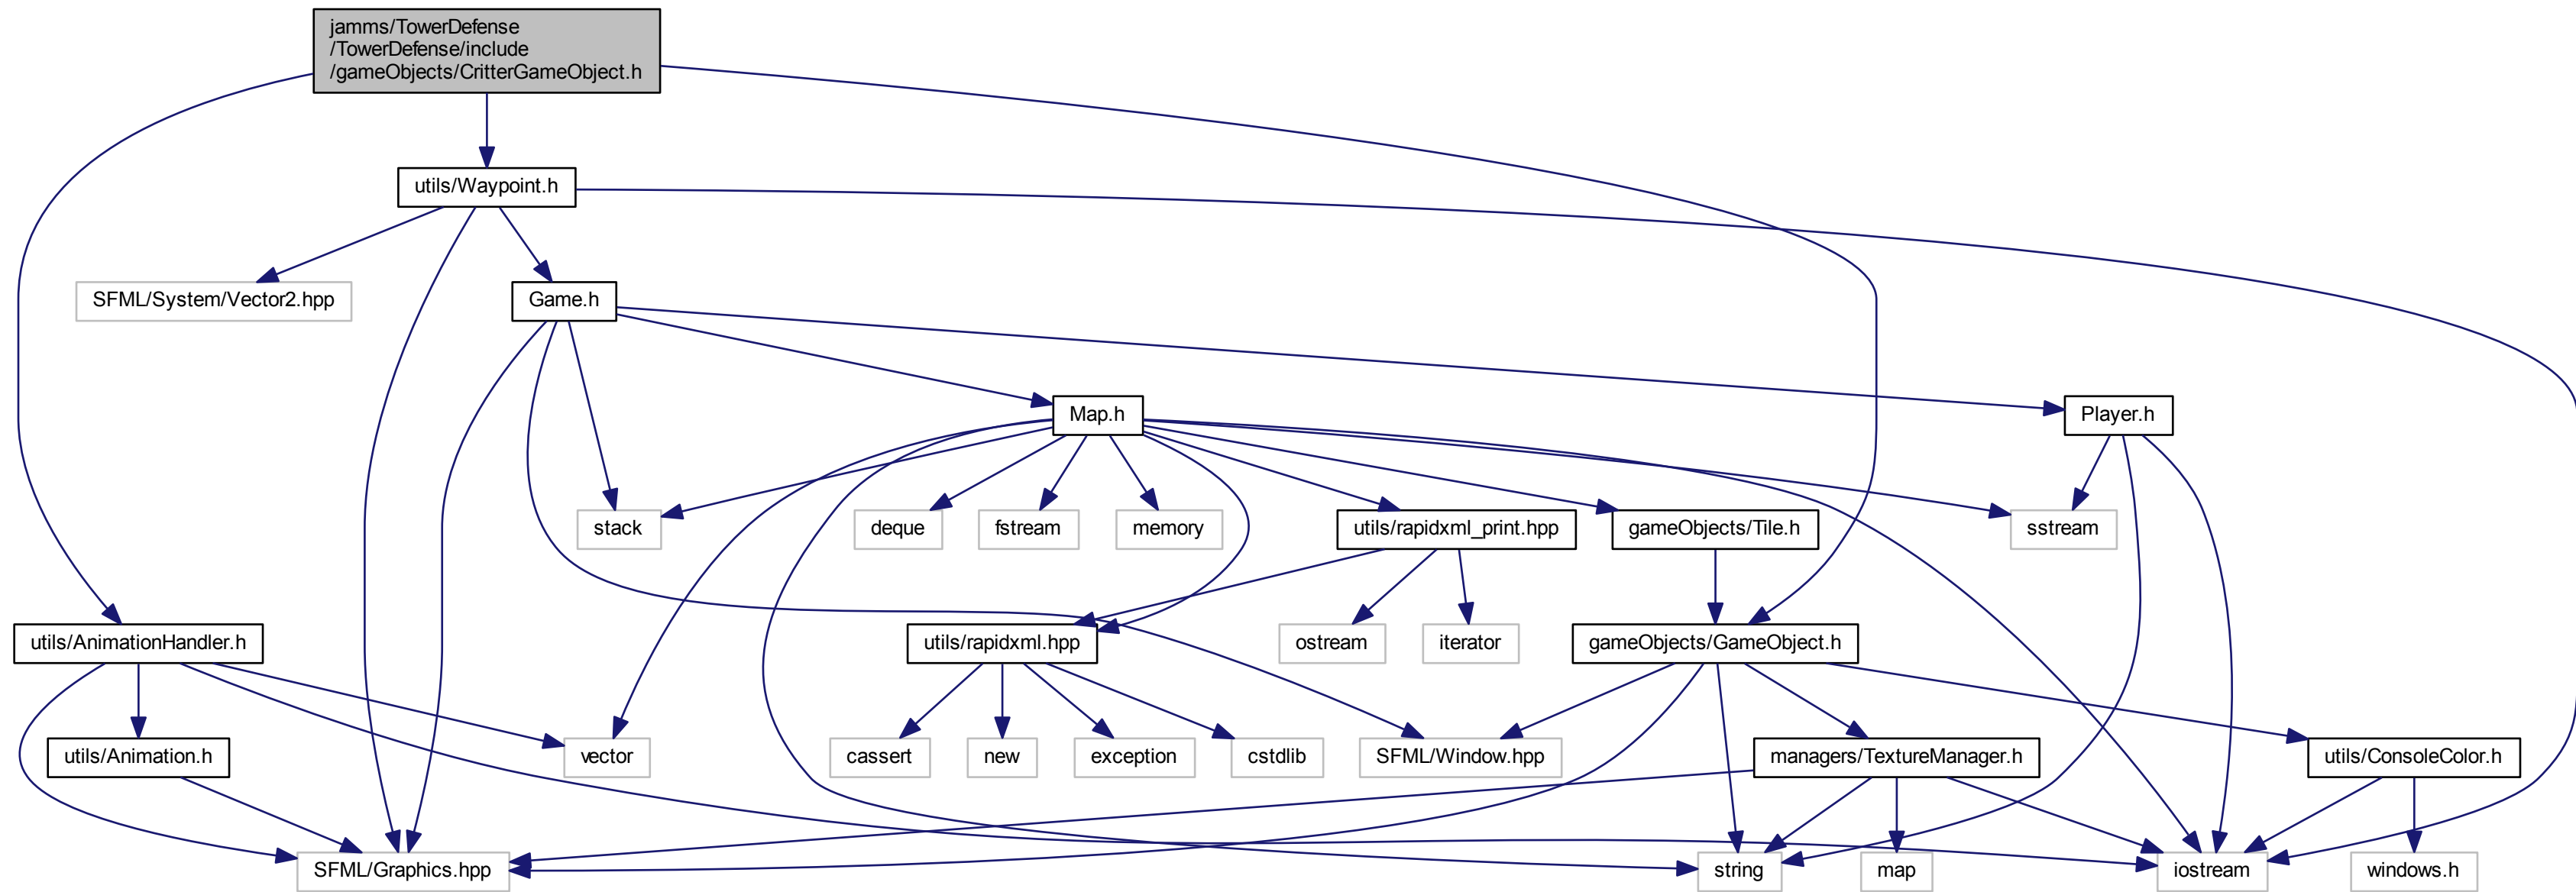 jamms/TowerDefense
/TowerDefense/include
/gameObjects/CritterGameObject.h
utils/Waypoint.h
SFML/System/Vector2.hpp
Game.h
Map.h
Player.h
stack
deque
fstream
memory
utils/rapidxml_print.hpp
gameObjects/Tile.h
sstream
utils/AnimationHandler.h
utils/rapidxml.hpp
ostream
iterator
gameObjects/GameObject.h
utils/Animation.h
vector
cassert
new
exception
cstdlib
SFML/Window.hpp
managers/TextureManager.h
utils/ConsoleColor.h
SFML/Graphics.hpp
string
map
iostream
windows.h